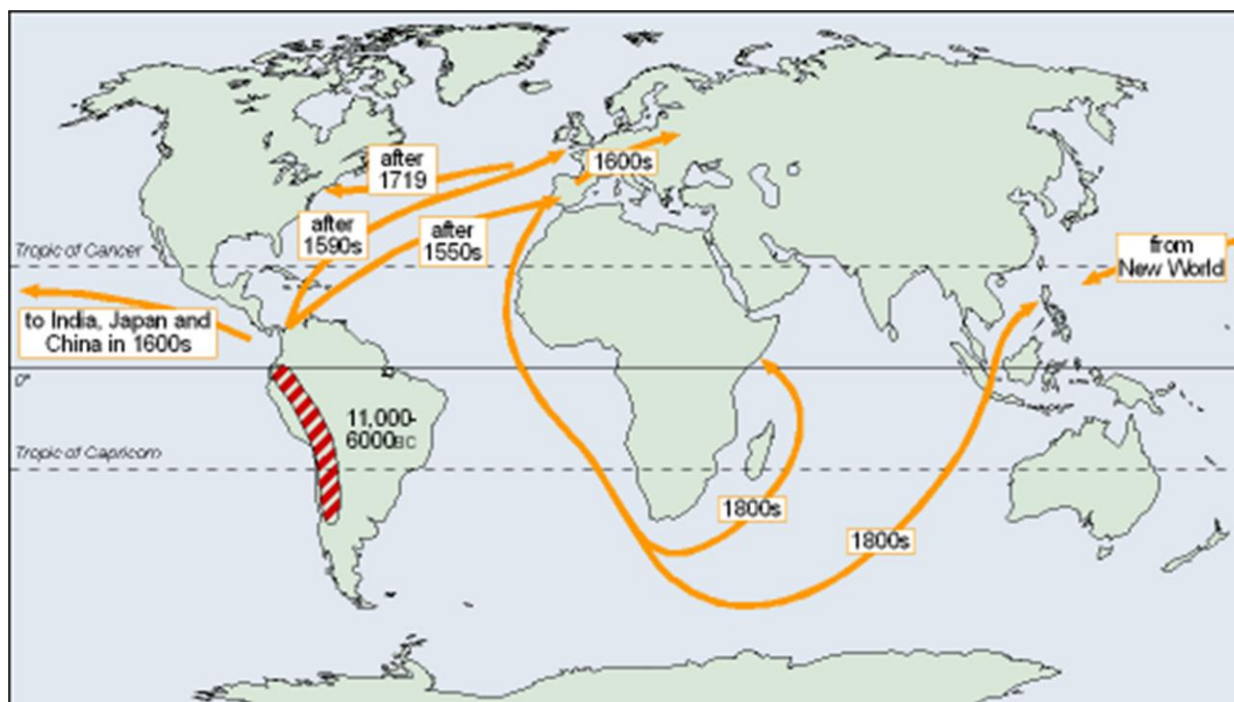 after
1719
1600s
after
1590s
after
1550s
Tropic of Cancer
from
New World
to India, Japan and
China in 1600s
0°
11,000-
6000BC
Tropic of Capricorn
1800s
1800s